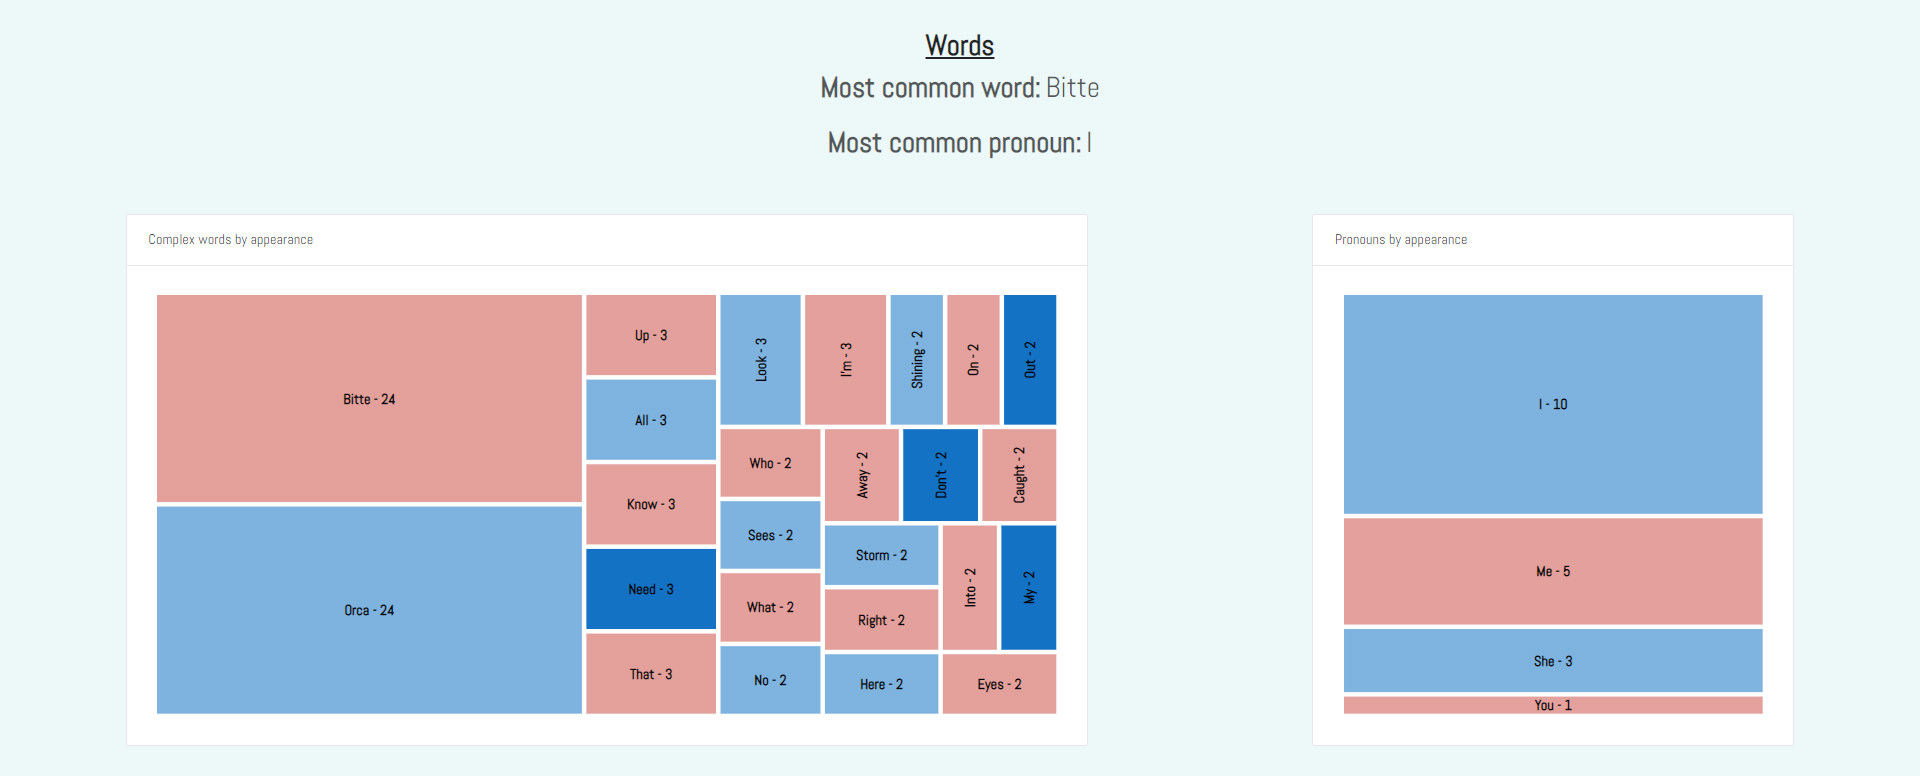 Words
Most common word: Bitte
Most common pronoun: I
Complex words by appearance
Bitte - 24
Orca - 24
Up - 3
All - 3
Know - 3
Need - 3
That - 3
Look - 3
I'm - 3
Shining - 2
On - 2
Out - 2
Who - 2
Sees - 2
What - 2
No - 2
Away - 2
Don't - 2
Caught - 2
Storm - 2
Right - 2
Here - 2
Into - 2
My - 2
Eyes - 2
Pronouns by appearance
I - 10
Me - 5
She - 3
You - 1